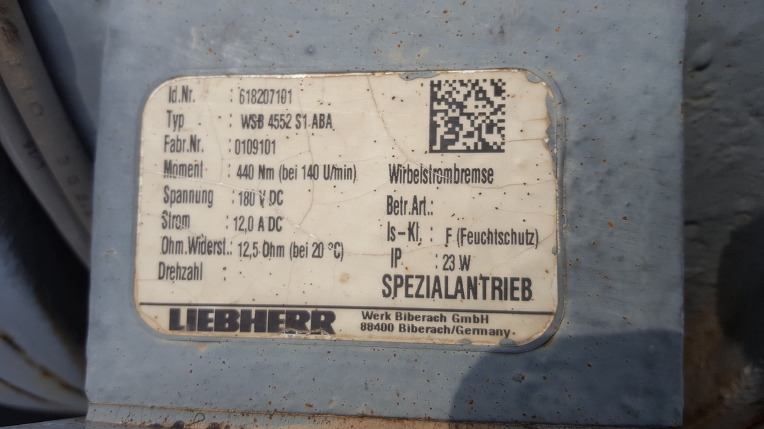 Id.Nr. : 618207101
Typ : WSB 4552 S1 ABA
Fabr.Nr. : 0109101
Moment : 440 Nm (bei 140 U/min)
Spannung : 180 V DC
Strom : 12,0 A DC
Ohm.Widerst.: 12,5 Ohm (bei 20 °C)
Drehzahl :
Wirbelstrombremse
Betr.Art.:
Is-Kl. : F (Feuchtschutz)
IP : 23 W
SPEZIALANTRIEB
LIEBHERR
Werk Biberach GmbH
88400 Biberach/Germany.